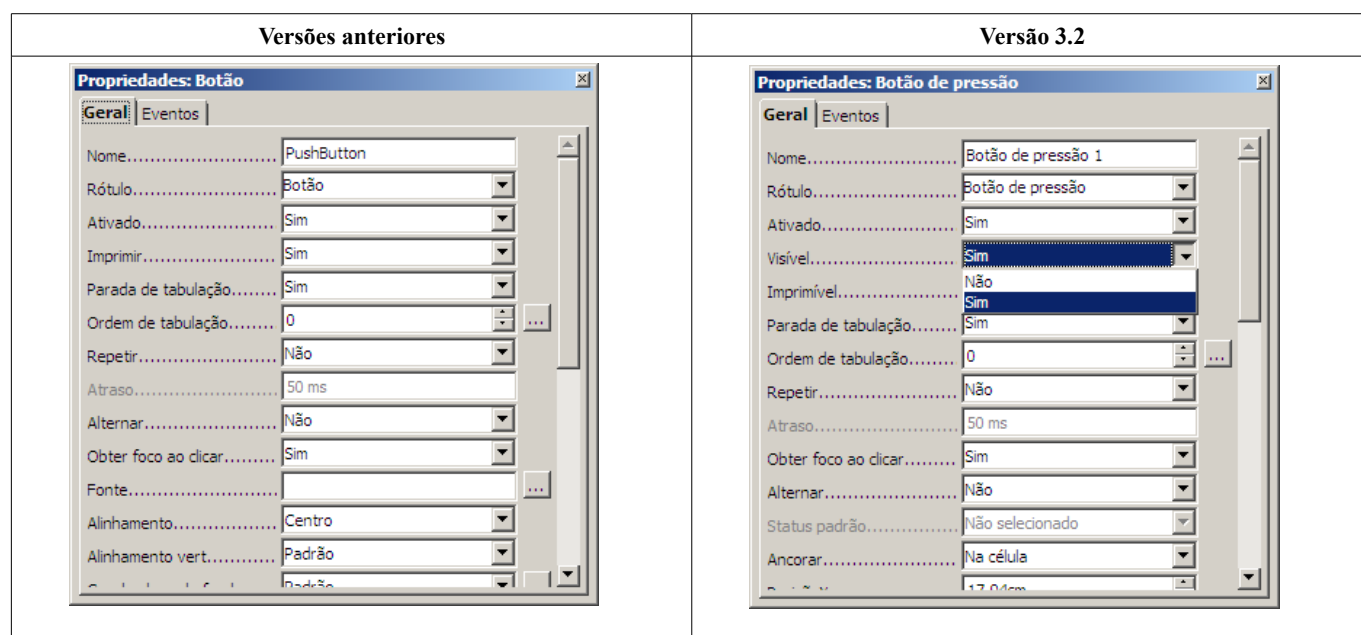 Versões anteriores
Versão 3.2
Propriedades: Botão
Geral Eventos
Nome........................... PushButton
Rótulo......................... Botão
Ativado........................ Sim
Imprimir....................... Sim
Parada de tabulação........ Sim
Ordem de tabulação........ 0 ...
Repetir......................... Não
Atraso.......................... 50 ms
Alternar........................ Não
Obter foco ao clicar......... Sim
Fonte........................... ...
Alinhamento.................. Centro
Alinhamento vert............ Padrão
Padrão
Propriedades: Botão de pressão
Geral Eventos
Nome.......................... Botão de pressão 1
Rótulo......................... Botão de pressão
Ativado........................ Sim
Visível.......................... Sim
Não
Imprimível..................... Sim
Parada de tabulação........ Sim
Ordem de tabulação........ 0 ...
Repetir......................... Não
Atraso.......................... 50 ms
Obter foco ao clicar......... Sim
Alternar........................ Não
Status padrão................ Não selecionado
Ancorar........................ Na célula
17,04cm